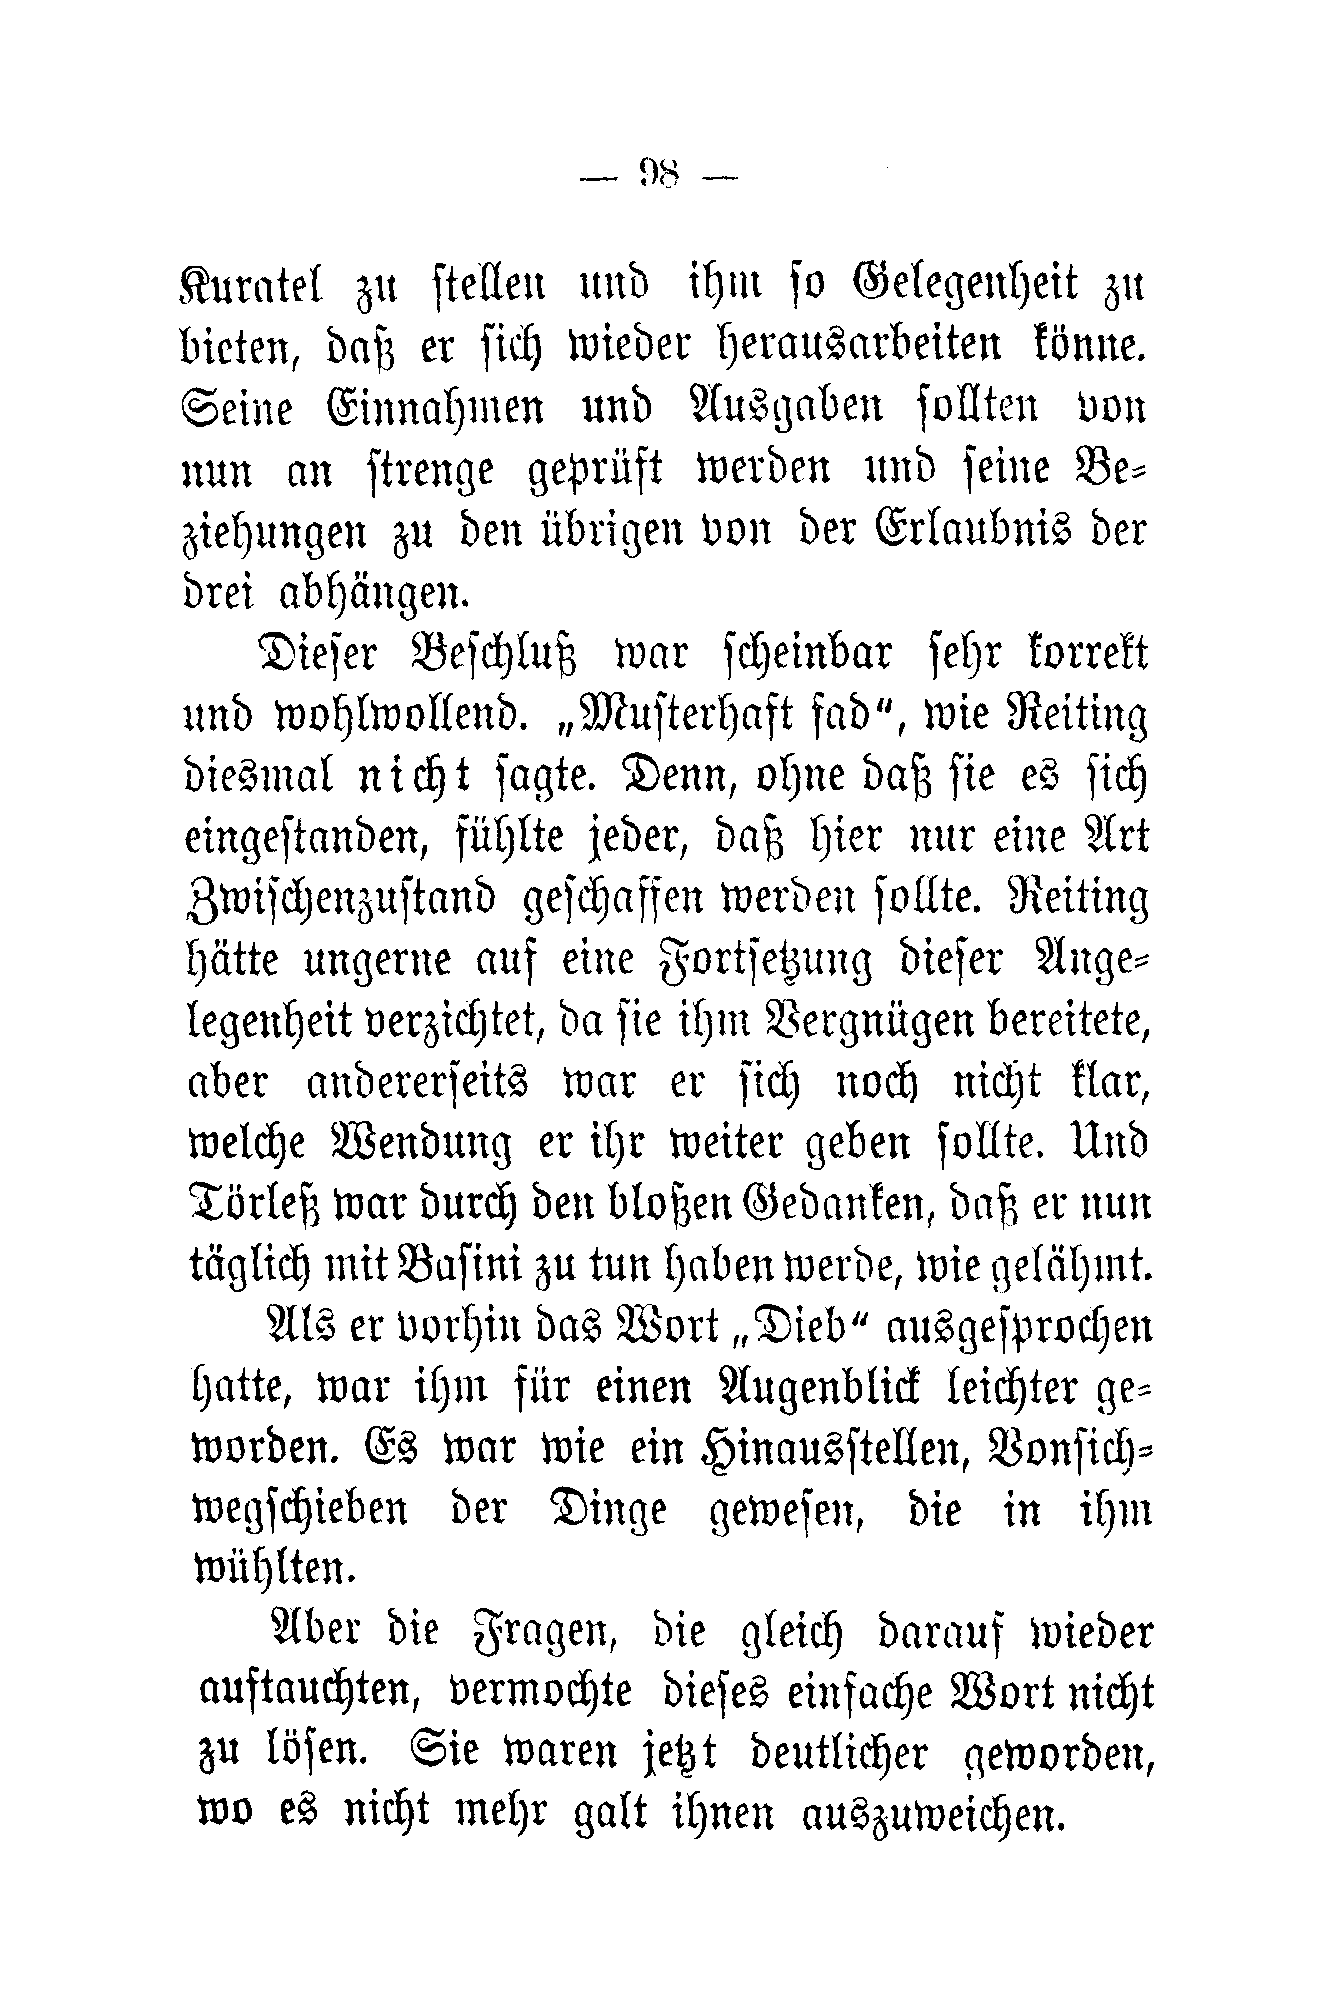 — 98 —
Kuratel zu stellen und ihm so Gelegenheit zu
bieten, daß er sich wieder herausarbeiten könne.
Seine Einnahmen und Ausgaben sollten von
nun an strenge geprüft werden und seine Be-
ziehungen zu den übrigen von der Erlaubnis der
drei abhängen.
Dieser Beschluß war scheinbar sehr korrekt
und wohlwollend. „Musterhaft fad“, wie Reiting
diesmal nicht sagte. Denn, ohne daß sie es sich
eingestanden, fühlte jeder, daß hier nur eine Art
Zwischenzustand geschaffen werden sollte. Reiting
hätte ungerne auf eine Fortsetzung dieser Ange-
legenheit verzichtet, da sie ihm Vergnügen bereitete,
aber andererseits war er sich noch nicht klar,
welche Wendung er ihr weiter geben sollte. Und
Törleß war durch den bloßen Gedanken, daß er nun
täglich mit Basini zu tun haben werde, wie gelähmt.
Als er vorhin das Wort „Dieb“ ausgesprochen
hatte, war ihm für einen Augenblick leichter ge-
worden. Es war wie ein Hinausstellen, Vonsich-
wegschieben der Dinge gewesen, die in ihm
wühlten.
Aber die Fragen, die gleich darauf wieder
auftauchten, vermochte dieses einfache Wort nicht
zu lösen. Sie waren jetzt deutlicher geworden,
wo es nicht mehr galt ihnen auszuweichen.